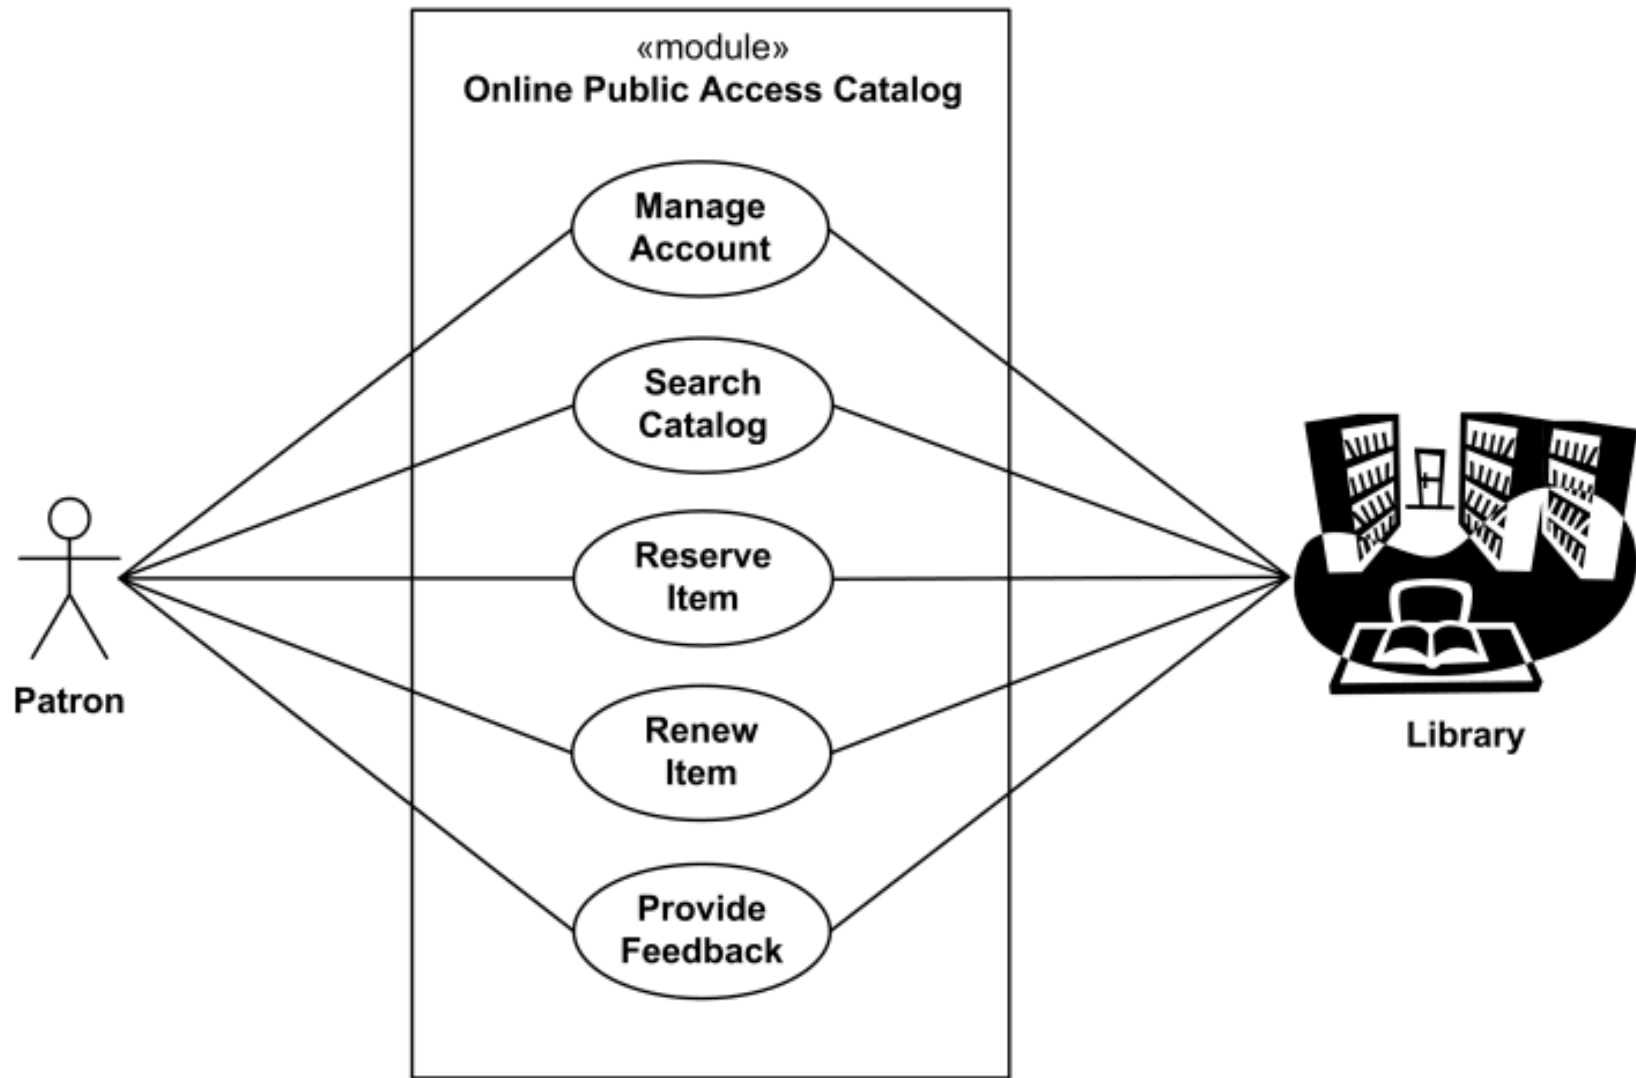 «module»
Online Public Access Catalog
Manage
Account
Search
Catalog
Reserve
Item
Renew
Item
Provide
Feedback
Patron
Library